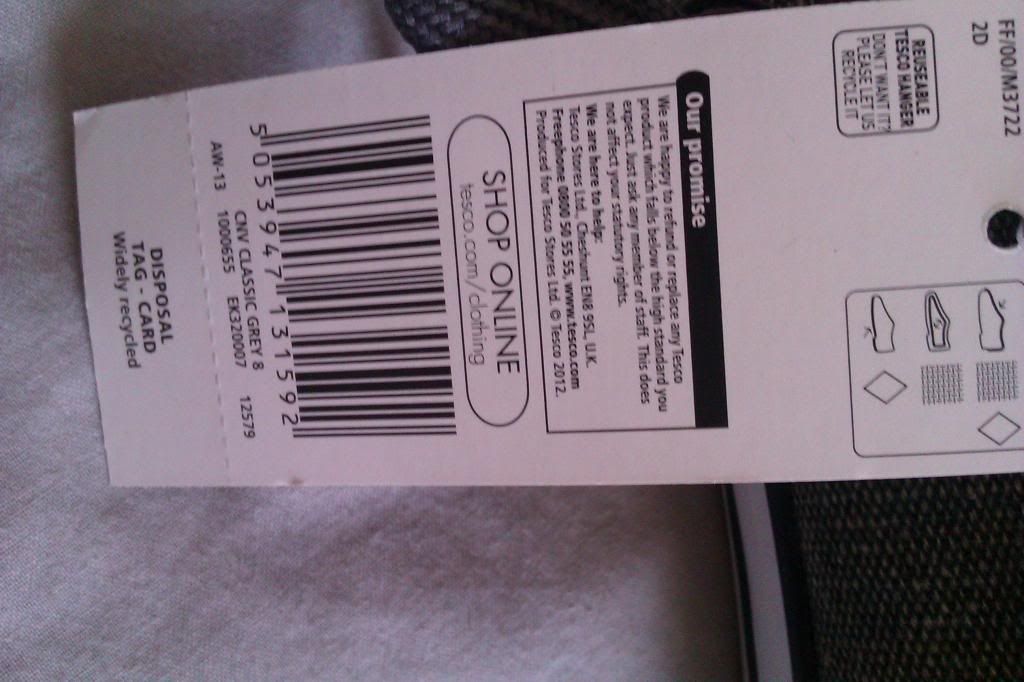 FF/00/M3722
2D
REUSEABLE
TESCO HANGER
DON'T WANT IT?
PLEASE LET US
RECYCLE IT
Our promise
We are happy to refund or replace any Tesco
product which falls below the high standard you
expect. Just ask any member of staff. This does
not affect your statutory rights.
We are here to help:
Tesco Stores Ltd., Cheshunt EN8 9SL, U.K.
Freephone 0800 50 55 55, www.tesco.com
Produced for Tesco Stores Ltd. © Tesco 2012.
SHOP ONLINE
tesco.com/clothing
5 053947 131592
CNV CLASSIC GREY 8 12579
AW-13 1000655 EK320007
DISPOSAL
TAG - CARD
Widely recycled